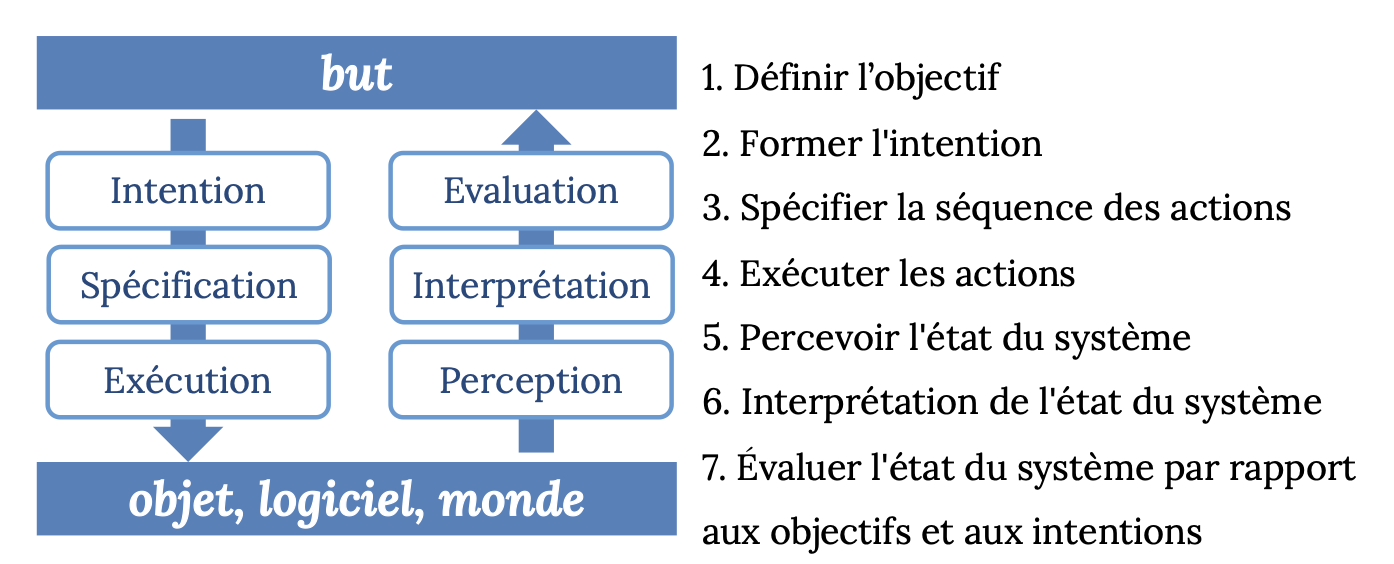 but
Intention
Spécification
Exécution
Evaluation
Interprétation
Perception
objet, logiciel, monde
1. Définir l’objectif
2. Former l'intention
3. Spécifier la séquence des actions
4. Exécuter les actions
5. Percevoir l'état du système
6. Interprétation de l'état du système
7. Évaluer l'état du système par rapport
aux objectifs et aux intentions